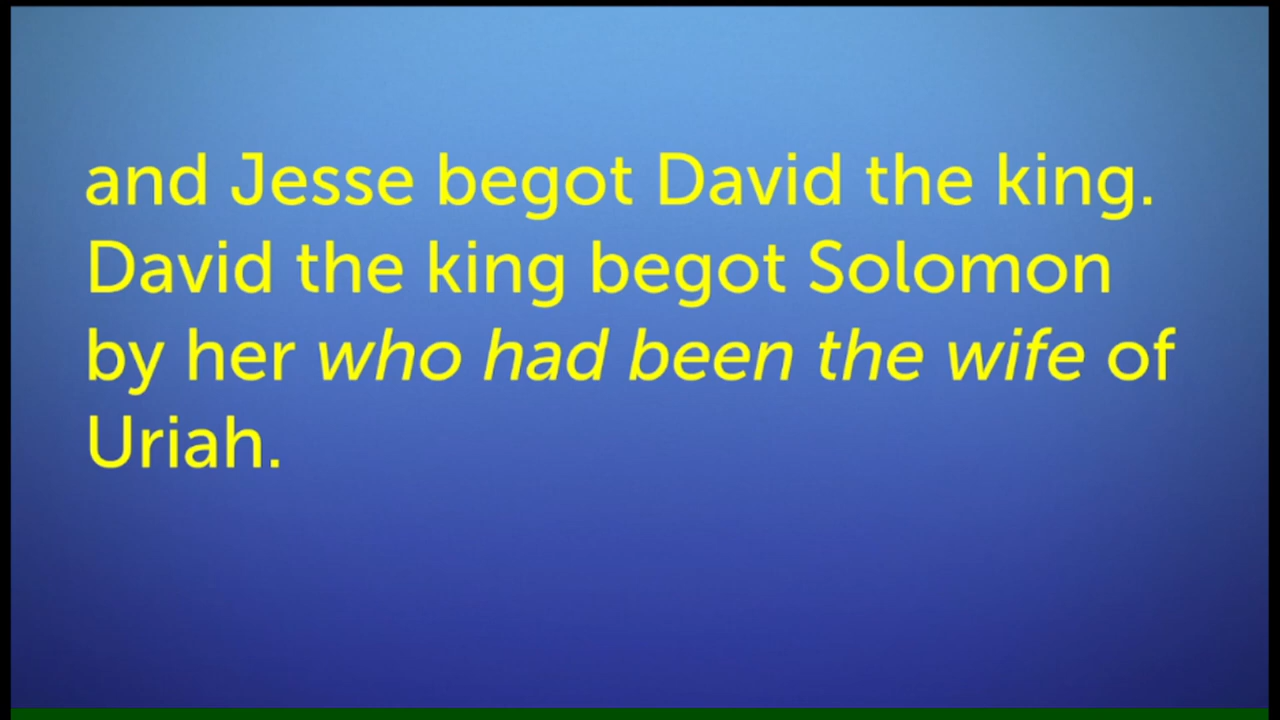 and Jesse begot David the king.
David the king begot Solomon
by her who had been the wife of
Uriah.